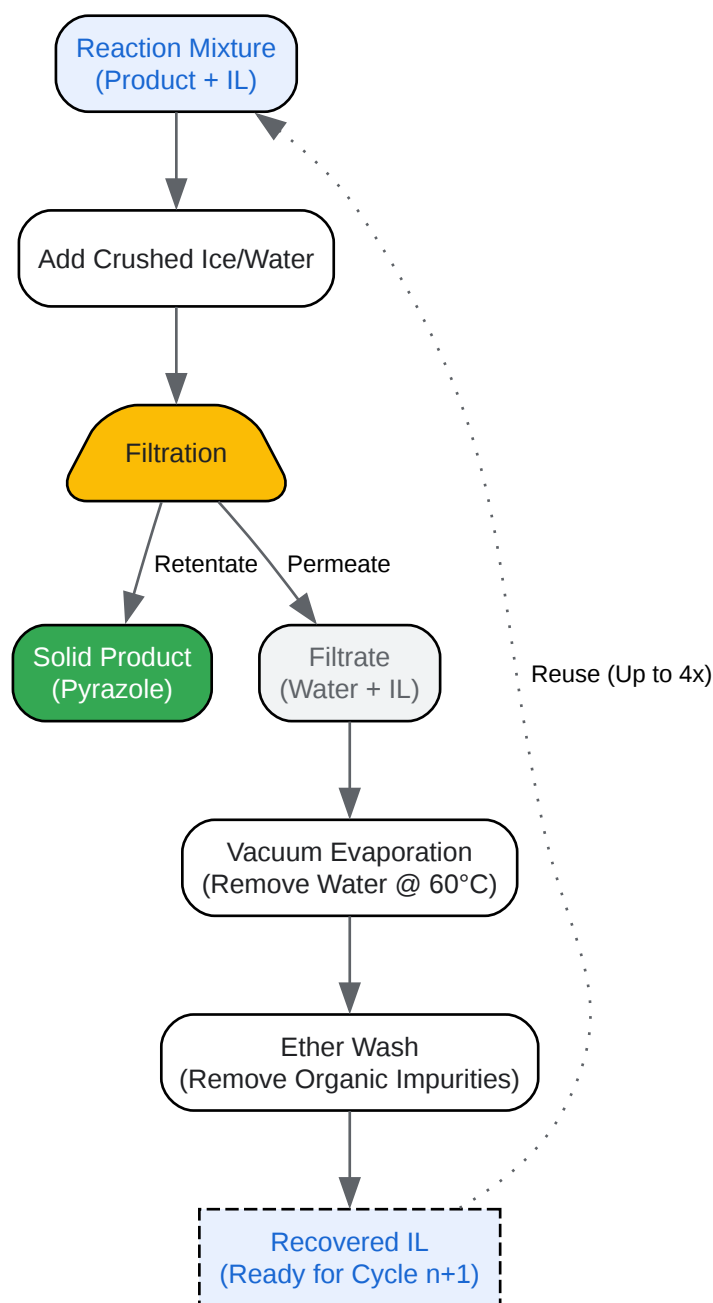 Reaction Mixture
(Product + IL)
Add Crushed Ice/Water
Filtration
Retentate
Permeate
Solid Product
(Pyrazole)
Filtrate
(Water + IL)
Reuse (Up to 4x)
Vacuum Evaporation
(Remove Water @ 60°C)
Ether Wash
(Remove Organic Impurities)
Recovered IL
(Ready for Cycle n+1)